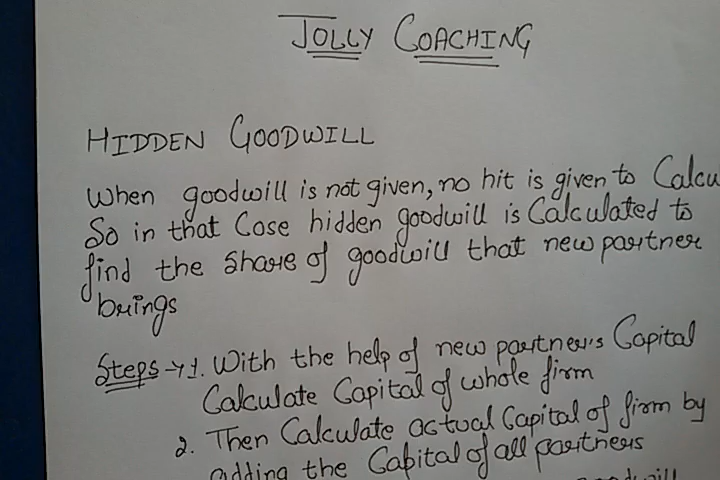 JOLLY COACHING
HIDDEN GOODWILL
When goodwill is not given, no hit is given to Calcu
So in that Case hidden goodwill is Calculated to
find the share of goodwill that new partner
brings
Steps → 1. With the help of new partner's Capital
Calculate Capital of whole firm
2. Then Calculate actual Capital of firm by
adding the Capital of all partners
goodwill